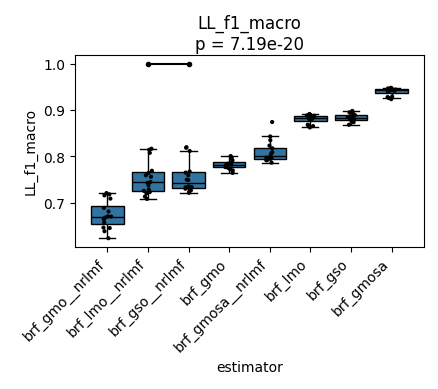 LL_f1_macro
p = 7.19e-20
1.0
0.9
0.8
0.7
LL_f1_macro
brf_gmo__nrlmf
brf_lmo__nrlmf
brf_gso__nrlmf
brf_gmo
brf_gmosa__nrlmf
brf_lmo
brf_gso
brf_gmosa
estimator